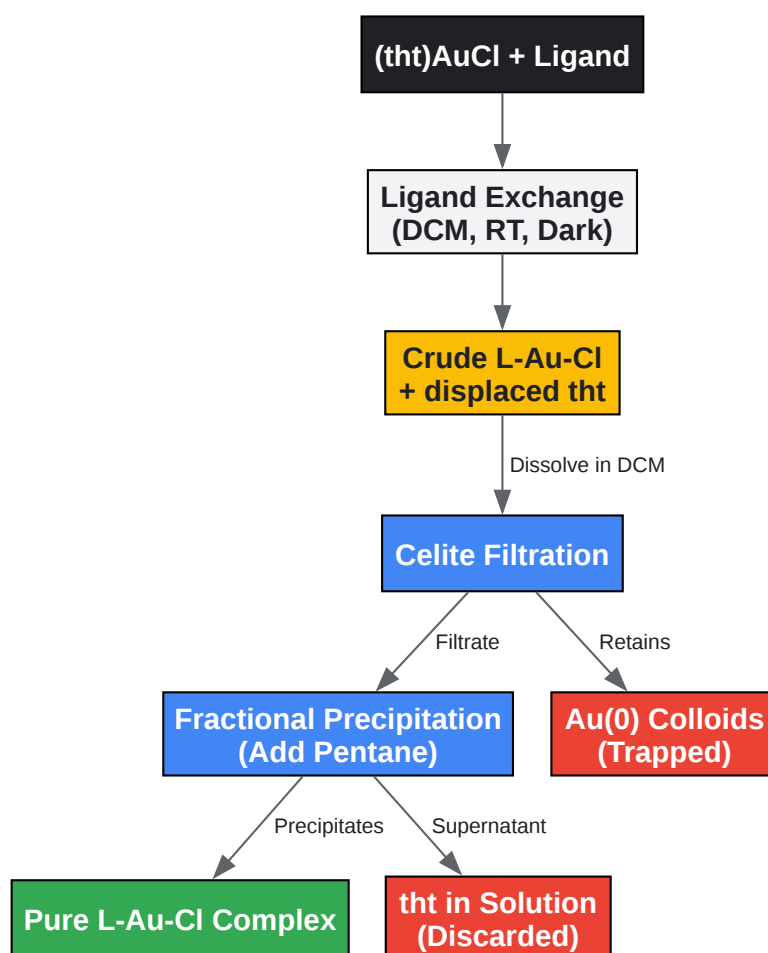 (tht)AuCl + Ligand
Ligand Exchange
(DCM, RT, Dark)
Crude L-Au-Cl
+ displaced tht
Dissolve in DCM
Celite Filtration
Filtrate
Retains
Fractional Precipitation
(Add Pentane)
Au(0) Colloids
(Trapped)
Precipitates
Supernatant
Pure L-Au-Cl Complex
tht in Solution
(Discarded)